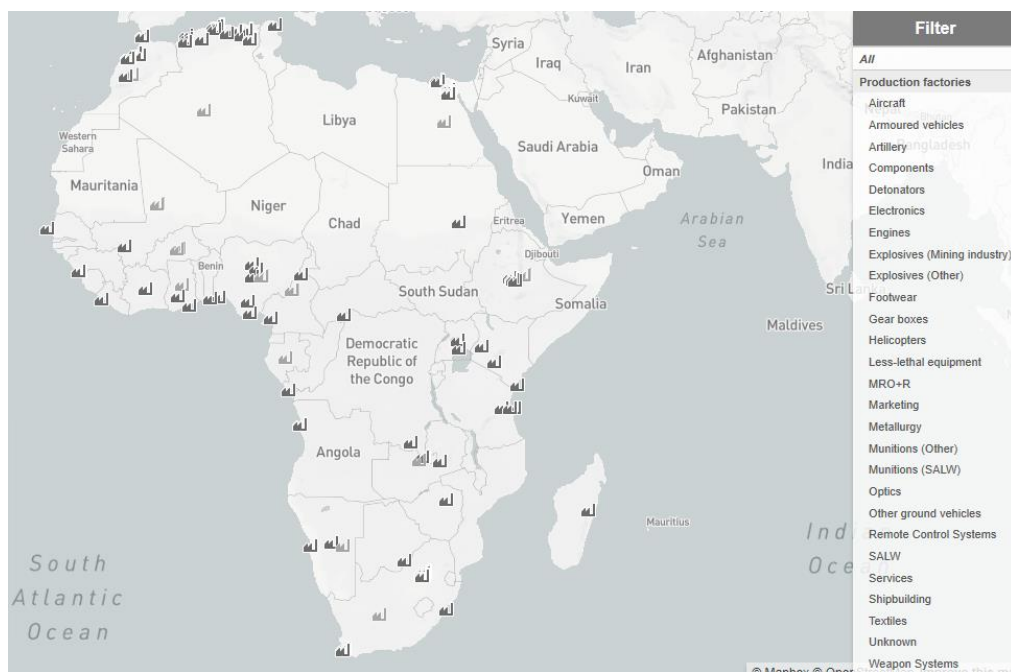 Filter
All
Production factories
Aircraft
Armoured vehicles
Artillery
Components
Detonators
Electronics
Engines
Explosives (Mining industry)
Explosives (Other)
Footwear
Gear boxes
Helicopters
Less-lethal equipment
MRO+R
Marketing
Metallurgy
Munitions (Other)
Munitions (SALW)
Optics
Other ground vehicles
Remote Control Systems
SALW
Services
Shipbuilding
Textiles
Unknown
Weapon Systems
Syria
Iraq
Iran
Afghanistan
Kuwait
Pakistan
Libya
Western
Sahara
Saudi Arabia
India
Bangladesh
Oman
Mauritania
Niger
Chad
Eritrea
Yemen
Arabian
Sea
Djibouti
Benin
South Sudan
Somalia
Sri Lanka
Maldives
Democratic
Republic of
the Congo
Angola
Mauritius
Indian
Ocean
South
Atlantic
Ocean
© Mapbox ©